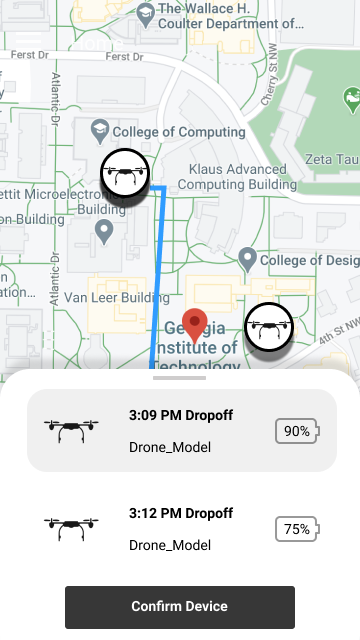 The Wallace H.
Coulter Department of...
Ferst Dr
Ferst Dr
Cherry St NW
Atlantic Dr
College of Computing
Zeta Tau
Klaus Advanced
Computing Building
ettit Microelectronic
Building
on Building
Atlantic Dr
College of Desig
n
ation...
Van Leer Building
Georgia
Institute of
Technology
4th St NW
3:09 PM Dropoff
Drone_Model
90%
3:12 PM Dropoff
Drone_Model
75%
Confirm Device